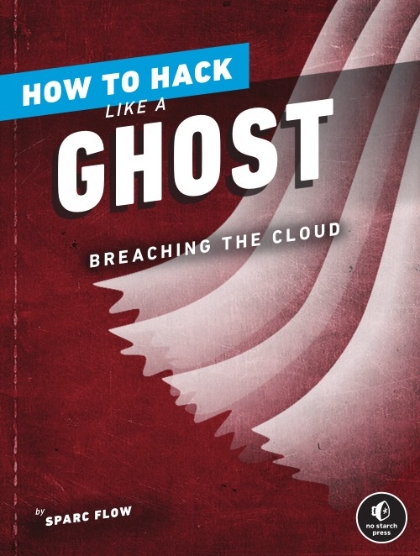 HOW TO HACK
LIKE A
GHOST
BREACHING THE CLOUD
by
SPARC FLOW
no starch
press